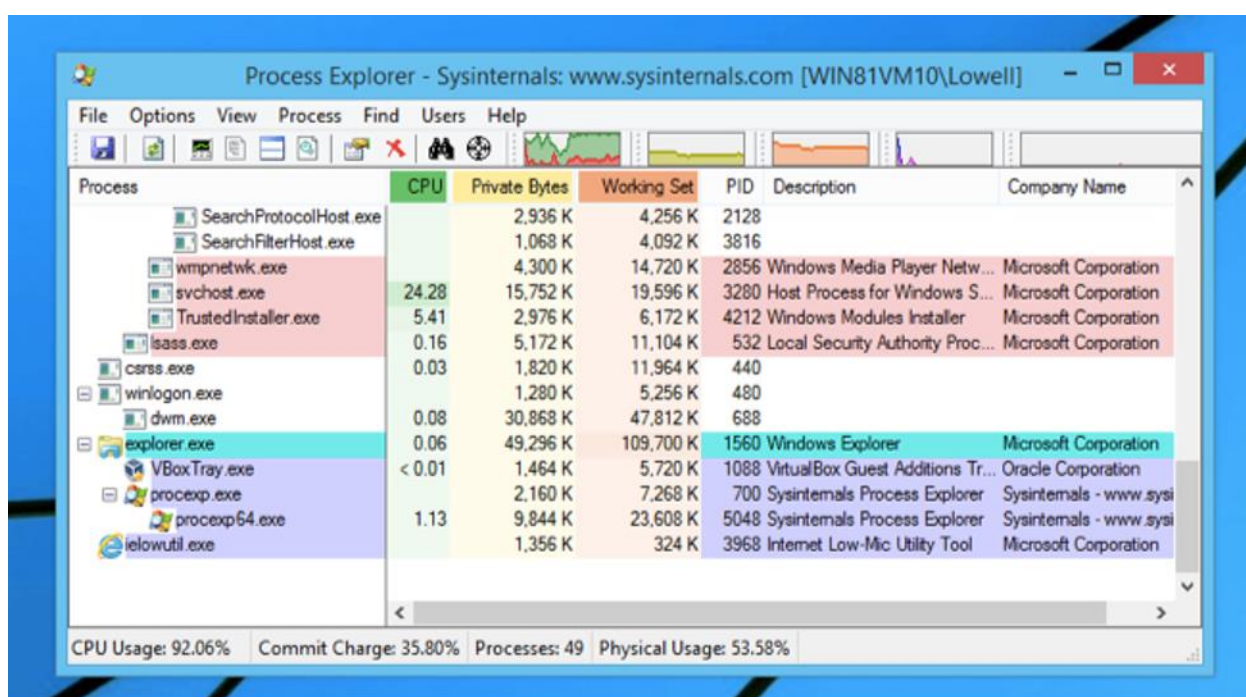 Process Explorer - Sysinternals: www.sysinternals.com [WIN81VM10\Lowell]
File Options View Process Find Users Help
Process CPU Private Bytes Working Set PID Description Company Name
SearchProtocolHost.exe 2,936 K 4,256 K 2128
SearchFilterHost.exe 1,068 K 4,092 K 3816
wmpnetwk.exe 4,300 K 14,720 K 2856 Windows Media Player Netw... Microsoft Corporation
svchost.exe 24.28 15,752 K 19,596 K 3280 Host Process for Windows S... Microsoft Corporation
TrustedInstaller.exe 5.41 2,976 K 6,172 K 4212 Windows Modules Installer Microsoft Corporation
lsass.exe 0.16 5,172 K 11,104 K 532 Local Security Authority Proc... Microsoft Corporation
csrss.exe 0.03 1,820 K 11,964 K 440
winlogon.exe 1,280 K 5,256 K 480
dwm.exe 0.08 30,868 K 47,812 K 688
explorer.exe 0.06 49,296 K 109,700 K 1560 Windows Explorer Microsoft Corporation
VBoxTray.exe < 0.01 1,464 K 5,720 K 1088 VirtualBox Guest Additions Tr... Oracle Corporation
procexp.exe 2,160 K 7,268 K 700 Sysinternals Process Explorer Sysinternals - www.sysi
procexp64.exe 1.13 9,844 K 23,608 K 5048 Sysinternals Process Explorer Sysinternals - www.sysi
ielowutil.exe 1,356 K 324 K 3968 Internet Low-Mic Utility Tool Microsoft Corporation
CPU Usage: 92.06% Commit Charge: 35.80% Processes: 49 Physical Usage: 53.58%